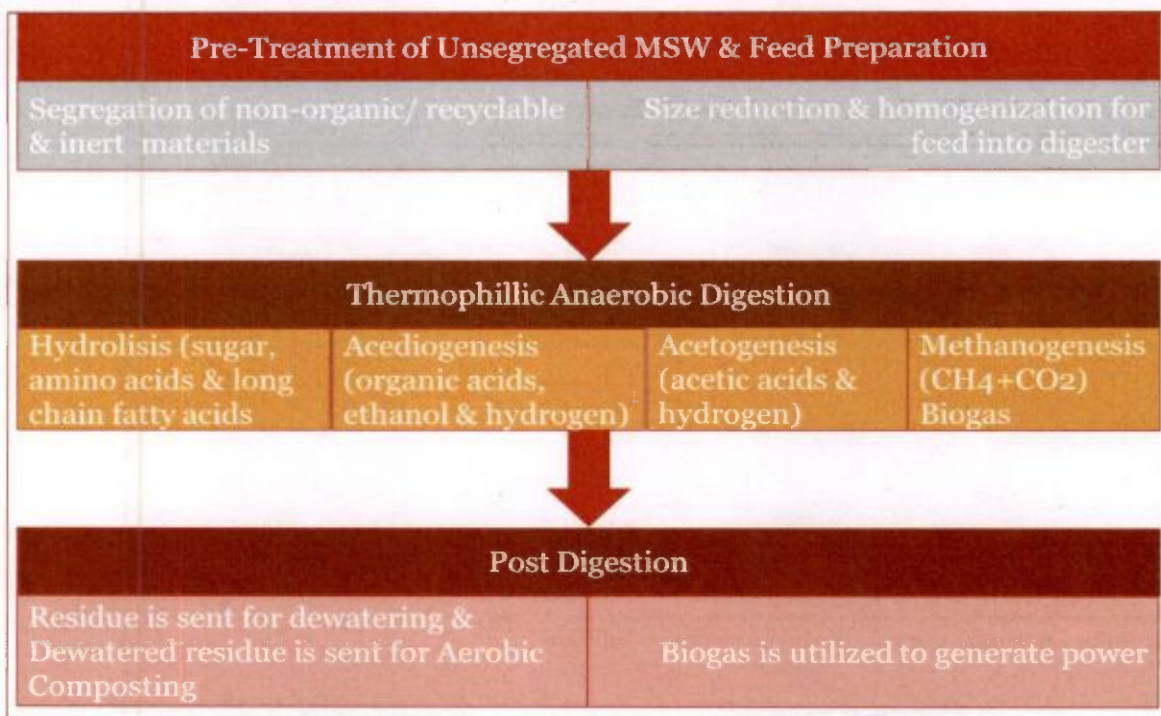 Pre-Treatment of Unsegregated MSW & Feed Preparation
Segregation of non-organic/ recyclable
& inert materials
Size reduction & homogenization for
feed into digester
Thermophillic Anaerobic Digestion
Hydrolisis (sugar,
amino acids & long
chain fatty acids
Acediogenesis
(organic acids,
ethanol & hydrogen)
Acetogenesis
(acetic acids &
hydrogen)
Methanogenesis
(CH4+CO2)
Biogas
Post Digestion
Residue is sent for dewatering &
Dewatered residue is sent for Aerobic
Composting
Biogas is utilized to generate power